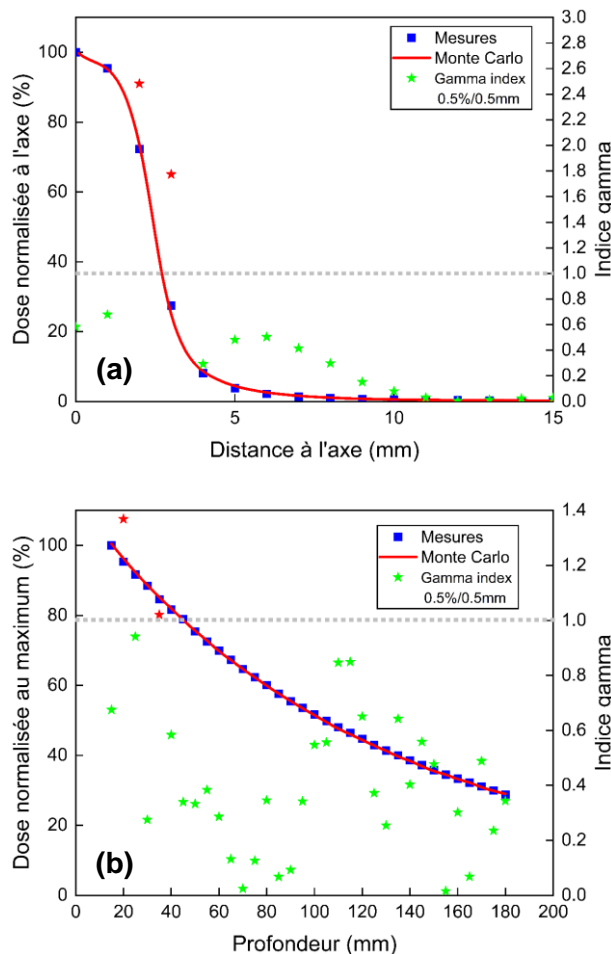 (a)
Dose normalisée à l'axe (%)
100
80
60
40
20
0
0 5 10 15
Distance à l'axe (mm)
3.0
2.8
2.6
2.4
2.2
2.0
1.8
1.6
1.4
1.2
1.0
0.8
0.6
0.4
0.2
0.0
Indice gamma
Mesures
Monte Carlo
Gamma index
0.5%/0.5mm
(b)
Dose normalisée au maximum (%)
100
80
60
40
20
0
0 20 40 60 80 100 120 140 160 180 200
Profondeur (mm)
1.4
1.2
1.0
0.8
0.6
0.4
0.2
0.0
Indice gamma
Mesures
Monte Carlo
Gamma index
0.5%/0.5mm